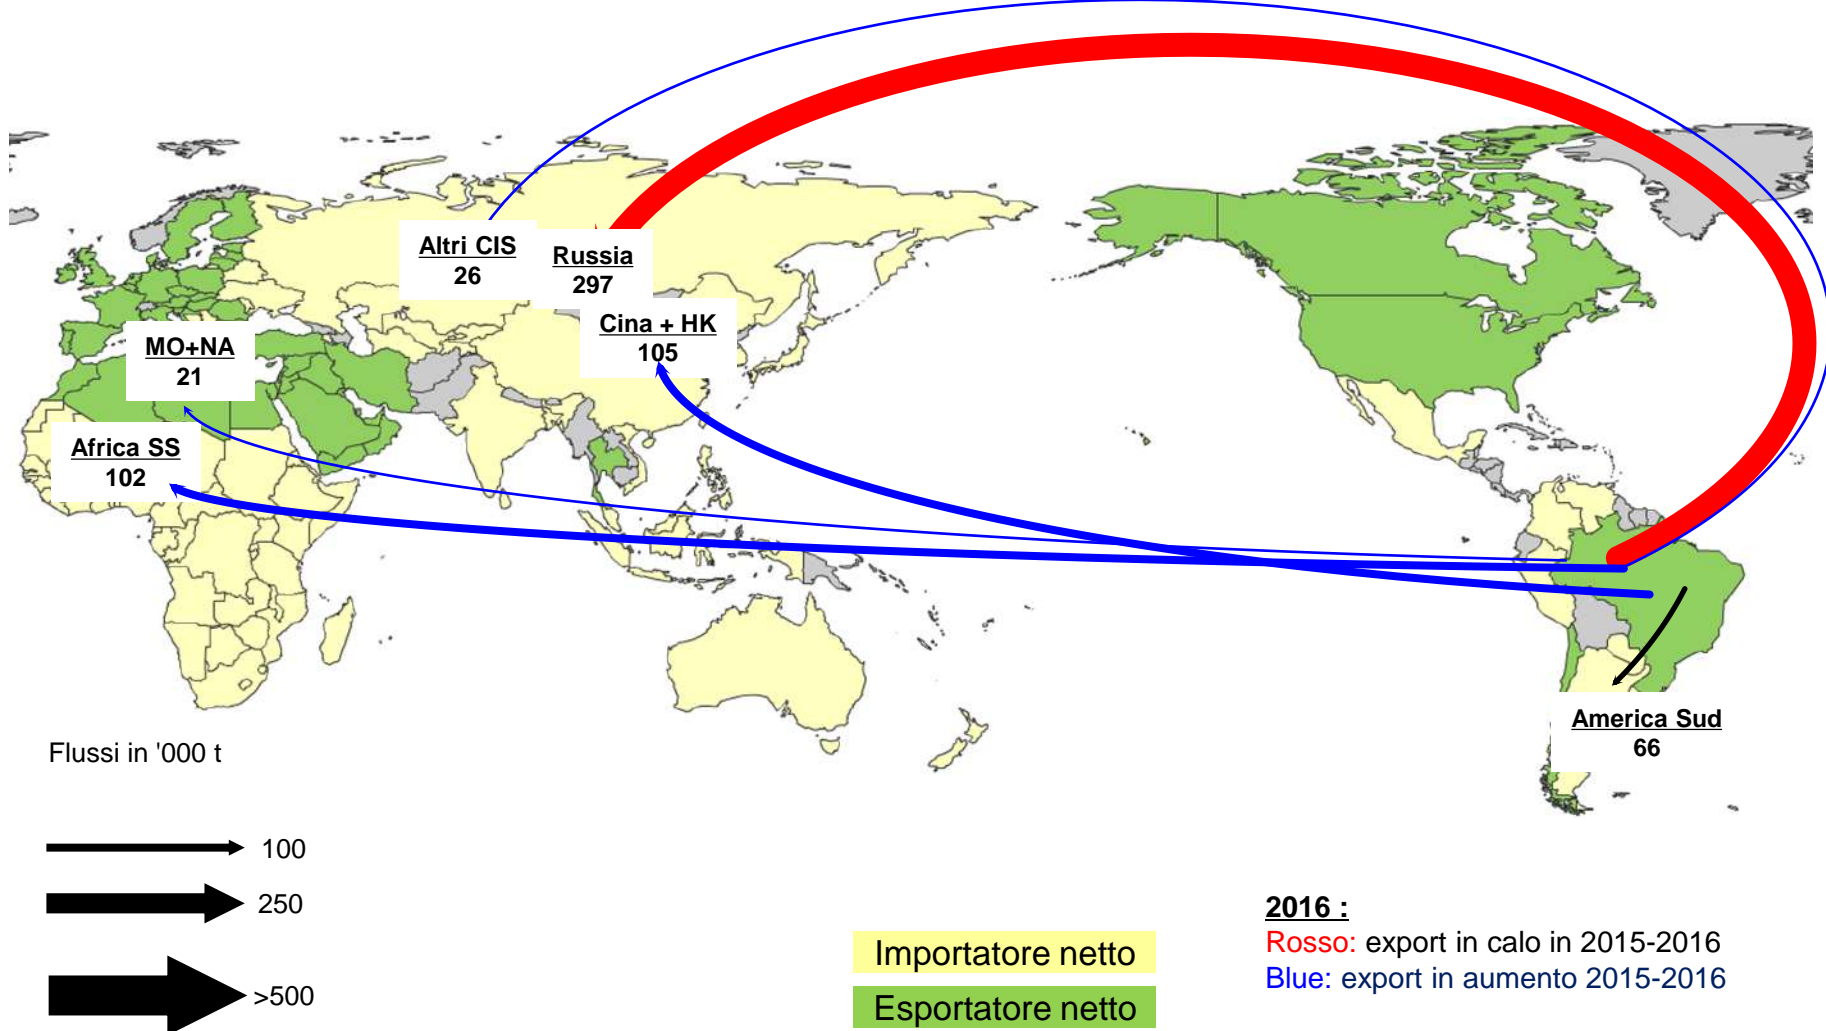 Altri CIS
26
Russia
297
Cina + HK
105
MO+NA
21
Africa SS
102
America Sud
66
Flussi in '000 t
100
250
>500
Importatore netto
Esportatore netto
2016 :
Rosso: export in calo in 2015-2016
Blue: export in aumento 2015-2016